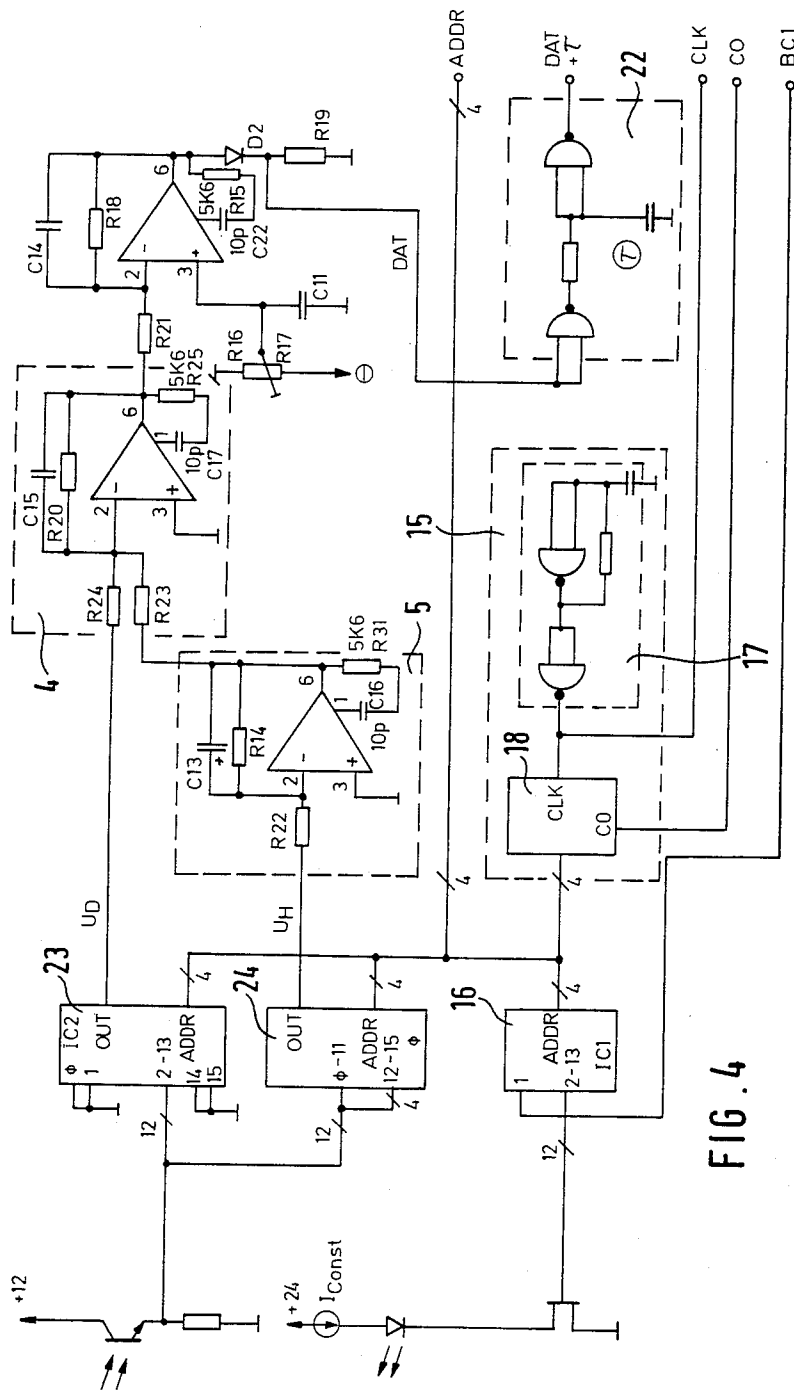 +12
+24
I Const
12
12
12
23
Φ IC2
1 OUT
2-13
ADDR
14
15
4
UD
24
OUT
Φ-11
ADDR
12-15
Φ
4
4
UH
16
1 ADDR
2-13
IC1
4
4
R24
R23
4
C15
R20
2
3
-
+
6
1
10p
C17
5K6
R25
R21
C14
R18
2
3
-
+
6
10p
C22
5K6
R15
D2
R19
R16
R17
C11
⊖
R22
C13
+
R14
2
3
-
+
6
1
10p
C16
5K6
R31
5
4
ADDR
4
DAT
τ
22
DAT
+τ
15
18
CLK
CO
17
CLK
CO
BC1
FIG. 4